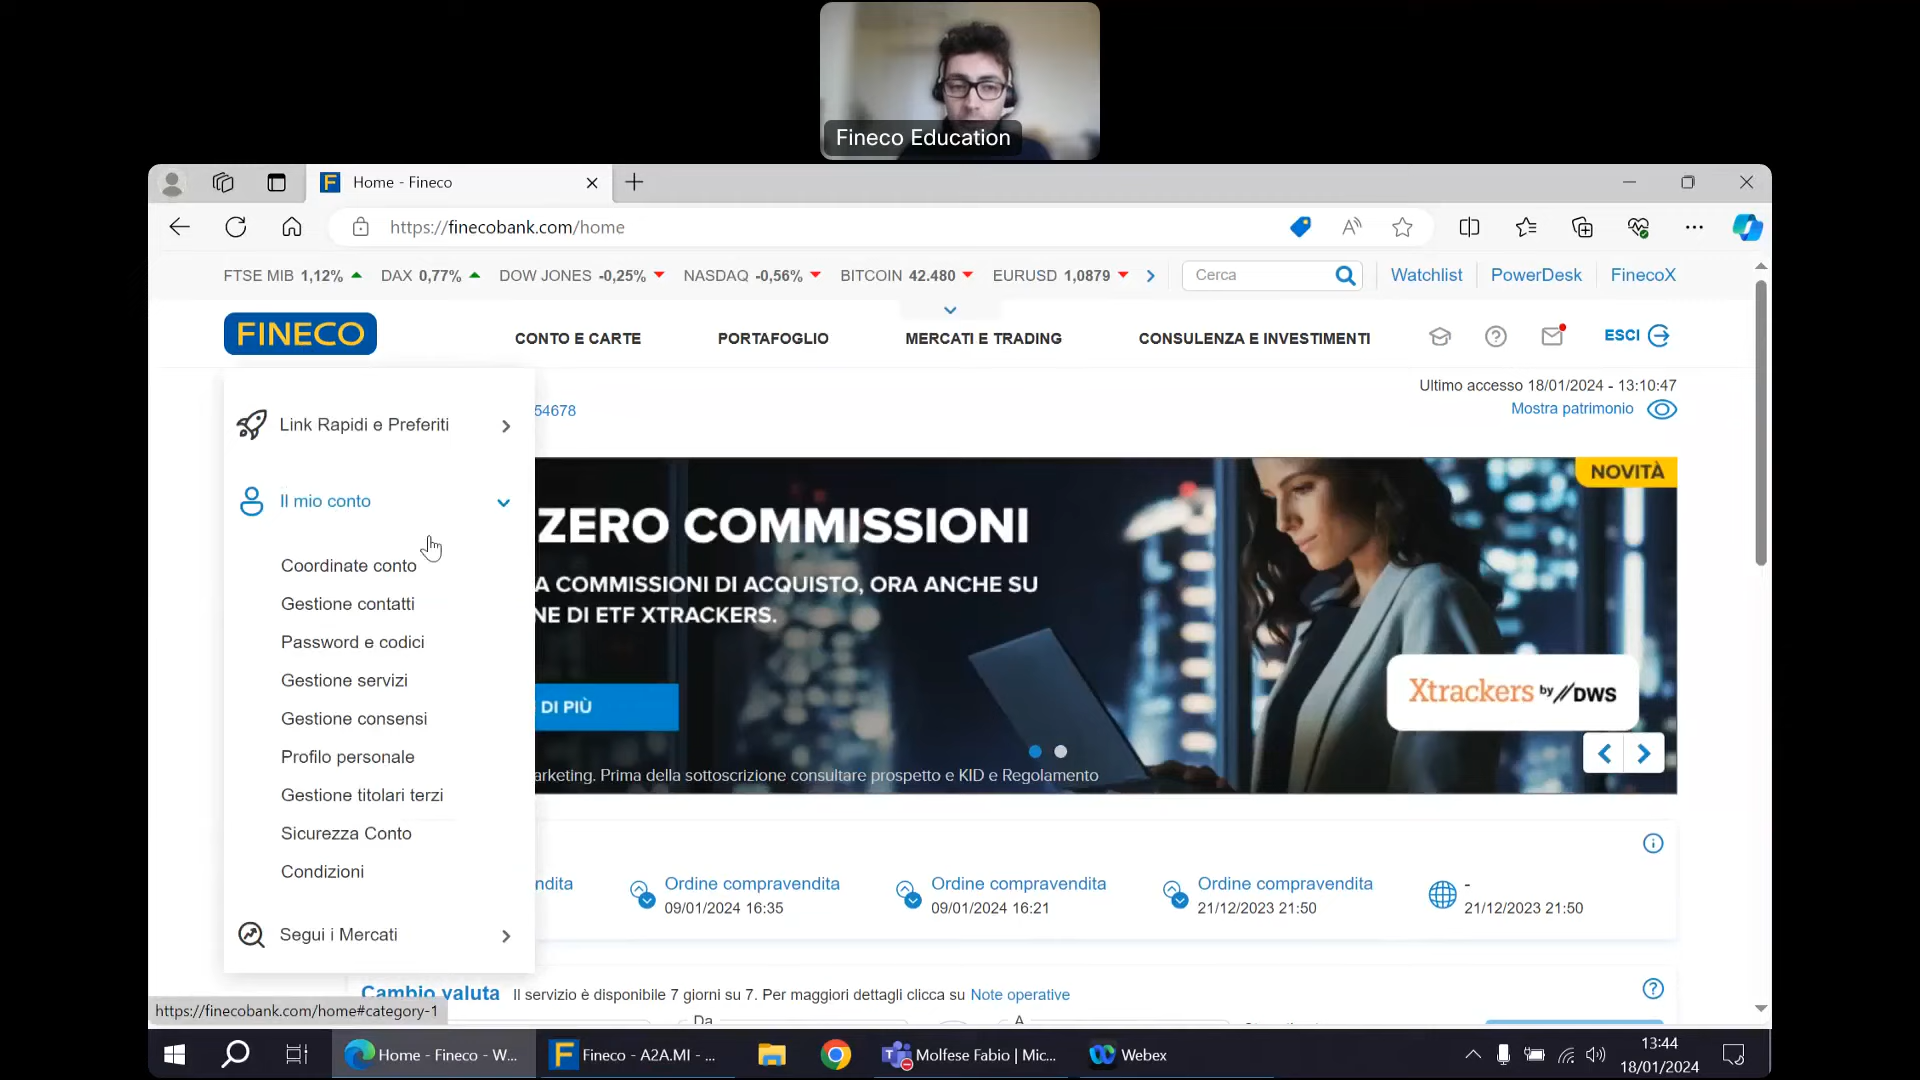 Fineco Education
Home - Fineco
https://finecobank.com/home
FTSE MIB 1,12% DAX 0,77% DOW JONES -0,25% NASDAQ -0,56% BITCOIN 42.480 EURUSD 1,0879 Cerca Watchlist PowerDesk FinecoX
FINECO CONTO E CARTE PORTAFOGLIO MERCATI E TRADING CONSULENZA E INVESTIMENTI ESCI
Ultimo accesso 18/01/2024 - 13:10:47
54678 Mostra patrimonio
Link Rapidi e Preferiti
Il mio conto
Coordinate conto
Gestione contatti
Password e codici
Gestione servizi
Gestione consensi
Profilo personale
Gestione titolari terzi
Sicurezza Conto
Condizioni
Segui i Mercati
NOVITÀ
ZERO COMMISSIONI
A COMMISSIONI DI ACQUISTO, ORA ANCHE SU
NE DI ETF XTRACKERS.
Xtrackers by //DWS
DI PIÙ
arketing. Prima della sottoscrizione consultare prospetto e KID e Regolamento
ndita Ordine compravendita Ordine compravendita Ordine compravendita -
09/01/2024 16:35 09/01/2024 16:21 21/12/2023 21:50 21/12/2023 21:50
Cambio valuta Il servizio è disponibile 7 giorni su 7. Per maggiori dettagli clicca su Note operative
https://finecobank.com/home#category-1
Da A
Home - Fineco - W... Fineco - A2A.MI - ... Molfese Fabio | Mic... Webex
13:44
18/01/2024